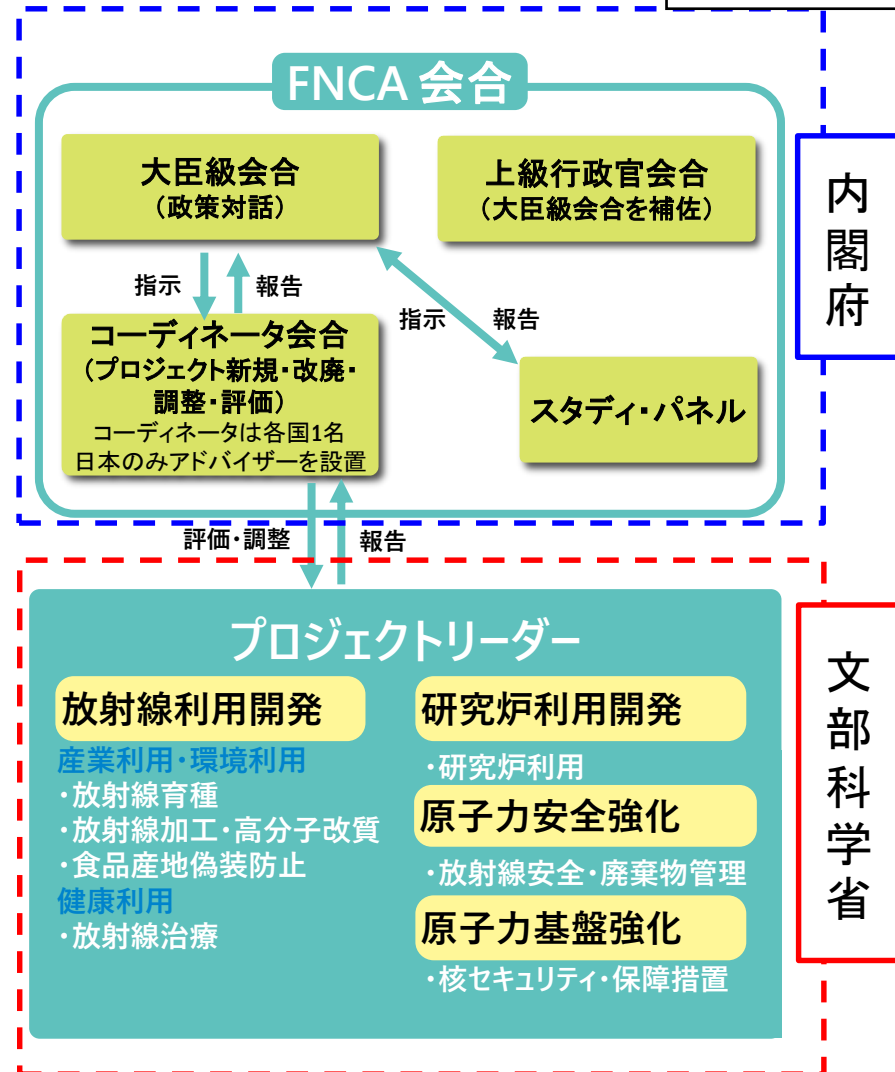 FNCA 会合
大臣級会合
（政策対話）
上級行政官会合
（大臣級会合を補佐）
指示
報告
指示
報告
コーディネータ会合
（プロジェクト新規・改廃・
調整・評価）
コーディネータは各国1名
日本のみアドバイザーを設置
スタディ・パネル
内閣府
評価・調整
報告
プロジェクトリーダー
放射線利用開発
産業利用・環境利用
・放射線育種
・放射線加工・高分子改質
・食品産地偽装防止
健康利用
・放射線治療
研究炉利用開発
・研究炉利用
原子力安全強化
・放射線安全・廃棄物管理
原子力基盤強化
・核セキュリティ・保障措置
文部科学省